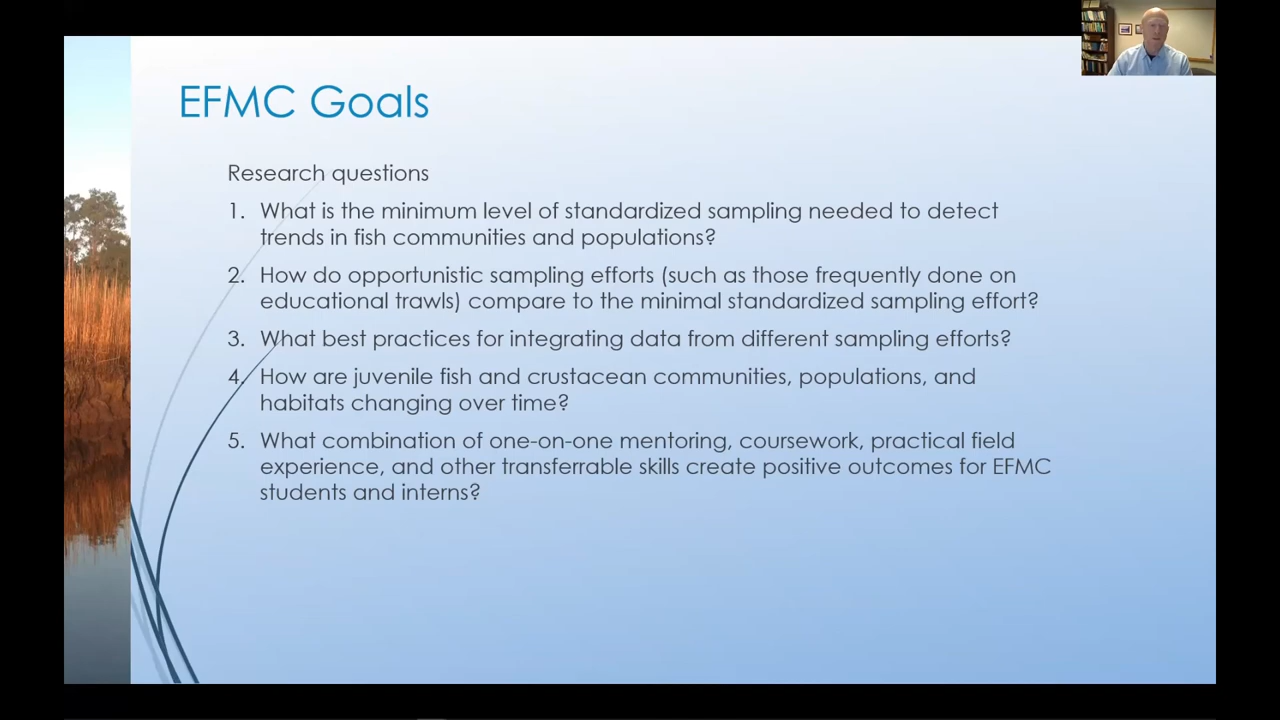 EFMC Goals
Research questions
1. What is the minimum level of standardized sampling needed to detect
trends in fish communities and populations?
2. How do opportunistic sampling efforts (such as those frequently done on
educational trawls) compare to the minimal standardized sampling effort?
3. What best practices for integrating data from different sampling efforts?
4. How are juvenile fish and crustacean communities, populations, and
habitats changing over time?
5. What combination of one-on-one mentoring, coursework, practical field
experience, and other transferrable skills create positive outcomes for EFMC
students and interns?